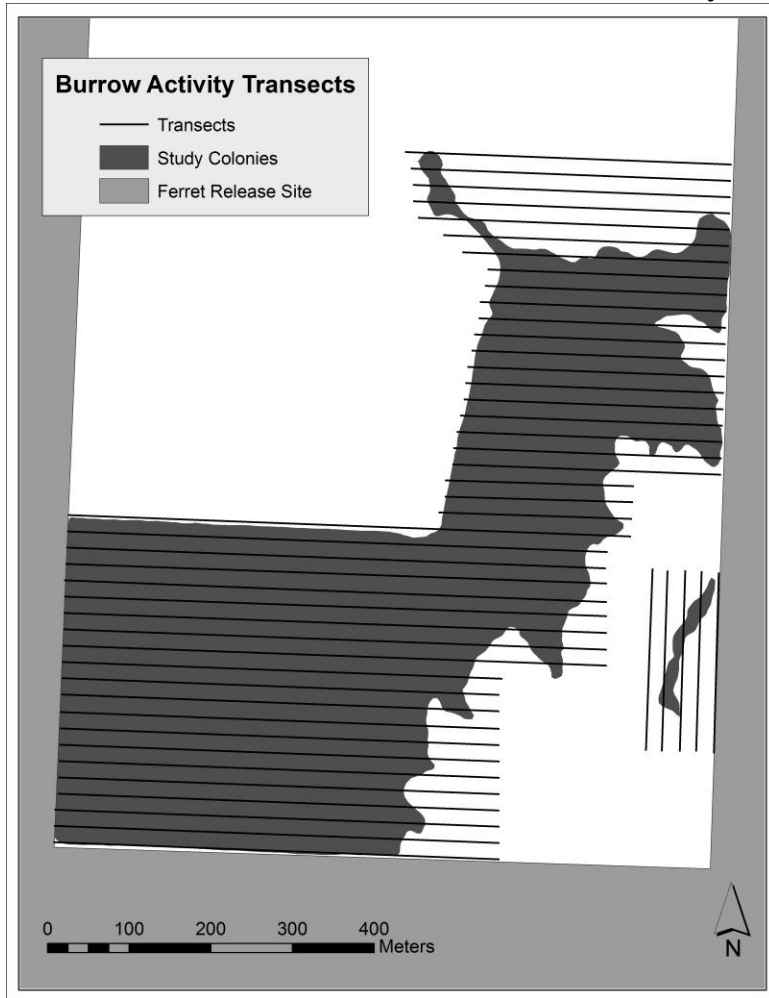 Burrow Activity Transects
Transects
Study Colonies
Ferret Release Site
0 100 200 300 400
Meters
N